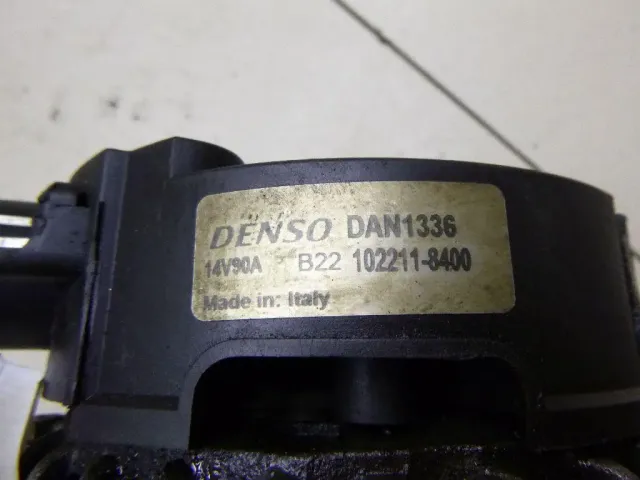 DENSO DAN1336
14V90A B22 102211-8400
Made in: Italy